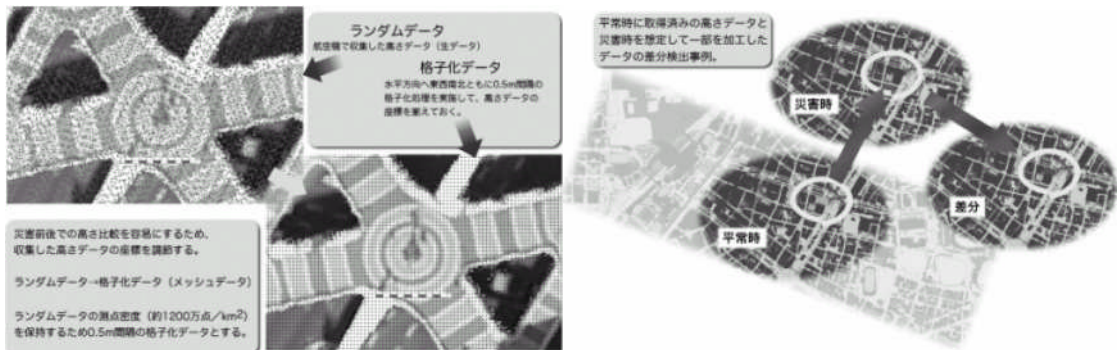 ランダムデータ
航空機で収集した高さデータ（生データ）
格子化データ
水平方向へ東西南北ともに0.5m間隔の
格子化処理を実施して、高さデータの
座標を揃えておく。
災害前後での高さ比較を容易にするため、
収集した高さデータの座標を調節する。
ランダムデータ→格子化データ（メッシュデータ）
ランダムデータの測点密度（約1200万点／km²）
を保持するため0.5m間隔の格子化データとする。
平常時に取得済みの高さデータと
災害時を想定して一部を加工した
データの差分検出事例。
災害時
平常時
差分